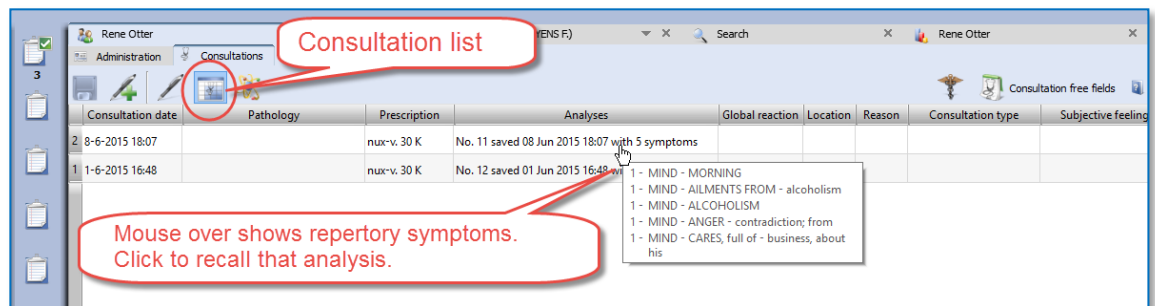 Rene Otter
YENS F.)
Search
Rene Otter
Administration
Consultations
Consultation list
3
Consultation free fields
Consultation date Pathology Prescription Analyses Global reaction Location Reason Consultation type Subjective feeling
2 8-6-2015 18:07 nux-v. 30 K No. 11 saved 08 Jun 2015 18:07 with 5 symptoms
1 1-6-2015 16:48 nux-v. 30 K No. 12 saved 01 Jun 2015 16:48
1 - MIND - MORNING
1 - MIND - AILMENTS FROM - alcoholism
1 - MIND - ALCOHOLISM
1 - MIND - ANGER - contradiction; from
1 - MIND - CARES, full of - business, about
his
Mouse over shows repertory symptoms.
Click to recall that analysis.